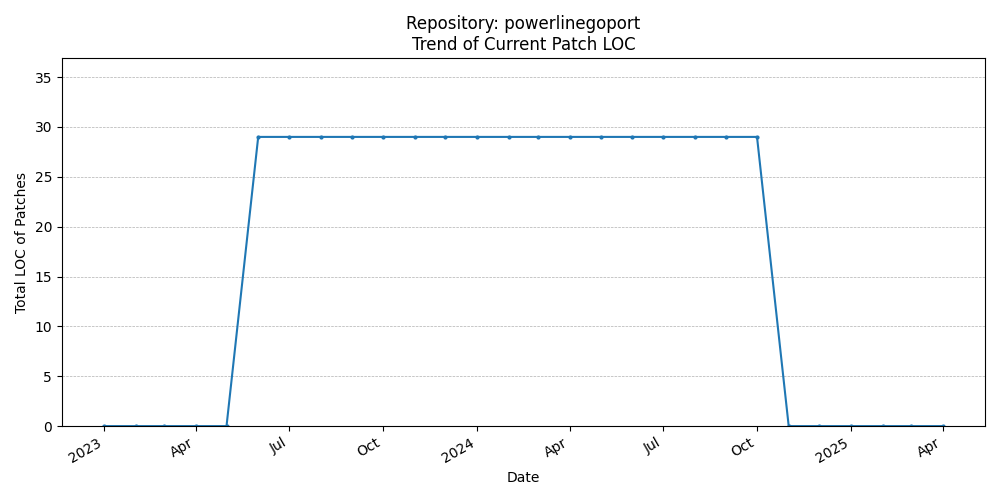 Repository: powerlinegoport
Trend of Current Patch LOC
Total LOC of Patches
35
30
25
20
15
10
5
0
2023 Apr Jul Oct 2024 Apr Jul Oct 2025 Apr
Date